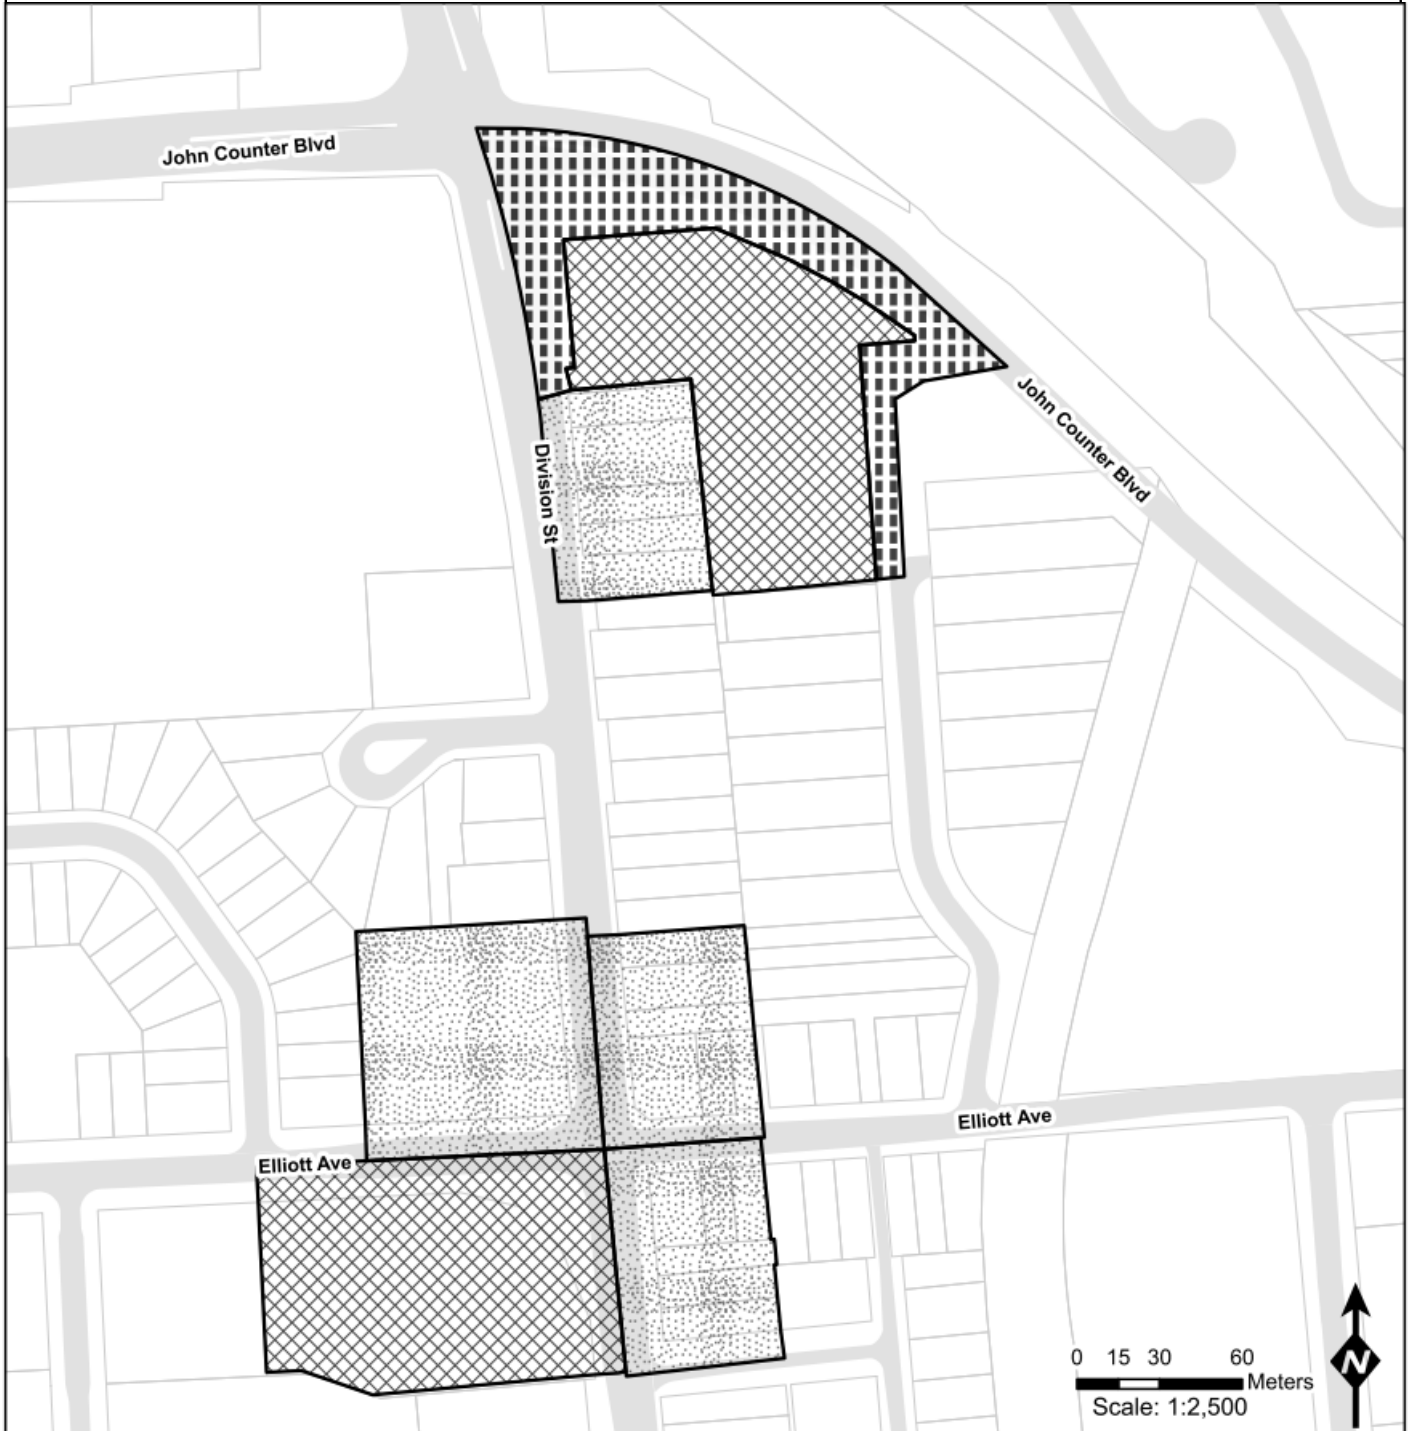 John Counter Blvd
John Counter Blvd
Division St
Elliott Ave
Elliott Ave
0 15 30 60
Meters
Scale: 1:2,500
N